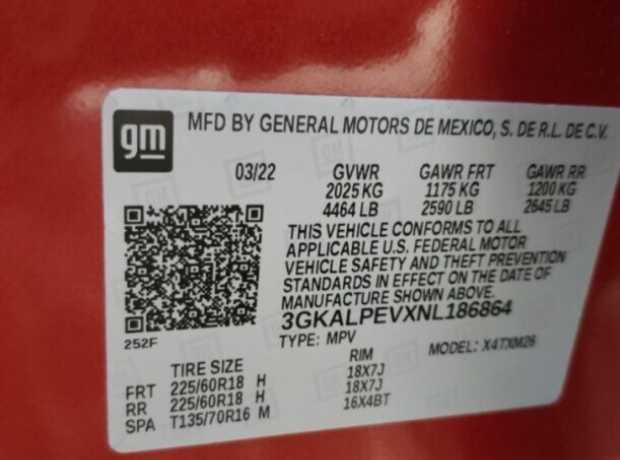 gm
MFD BY GENERAL MOTORS DE MEXICO, S. DE R.L. DE C.V.
03/22 GVWR GAWR FRT GAWR RR
2025 KG 1175 KG 1200 KG
4464 LB 2590 LB 2645 LB
THIS VEHICLE CONFORMS TO ALL
APPLICABLE U.S. FEDERAL MOTOR
VEHICLE SAFETY AND THEFT PREVENTION
STANDARDS IN EFFECT ON THE DATE OF
MANUFACTURE SHOWN ABOVE.
3GKALPEVXNL186864
252F
TYPE: MPV MODEL: X4TXM26
TIRE SIZE RIM
FRT 225/60R18 H 18X7J
RR 225/60R18 H 18X7J
SPA T135/70R16 M 16X4BT